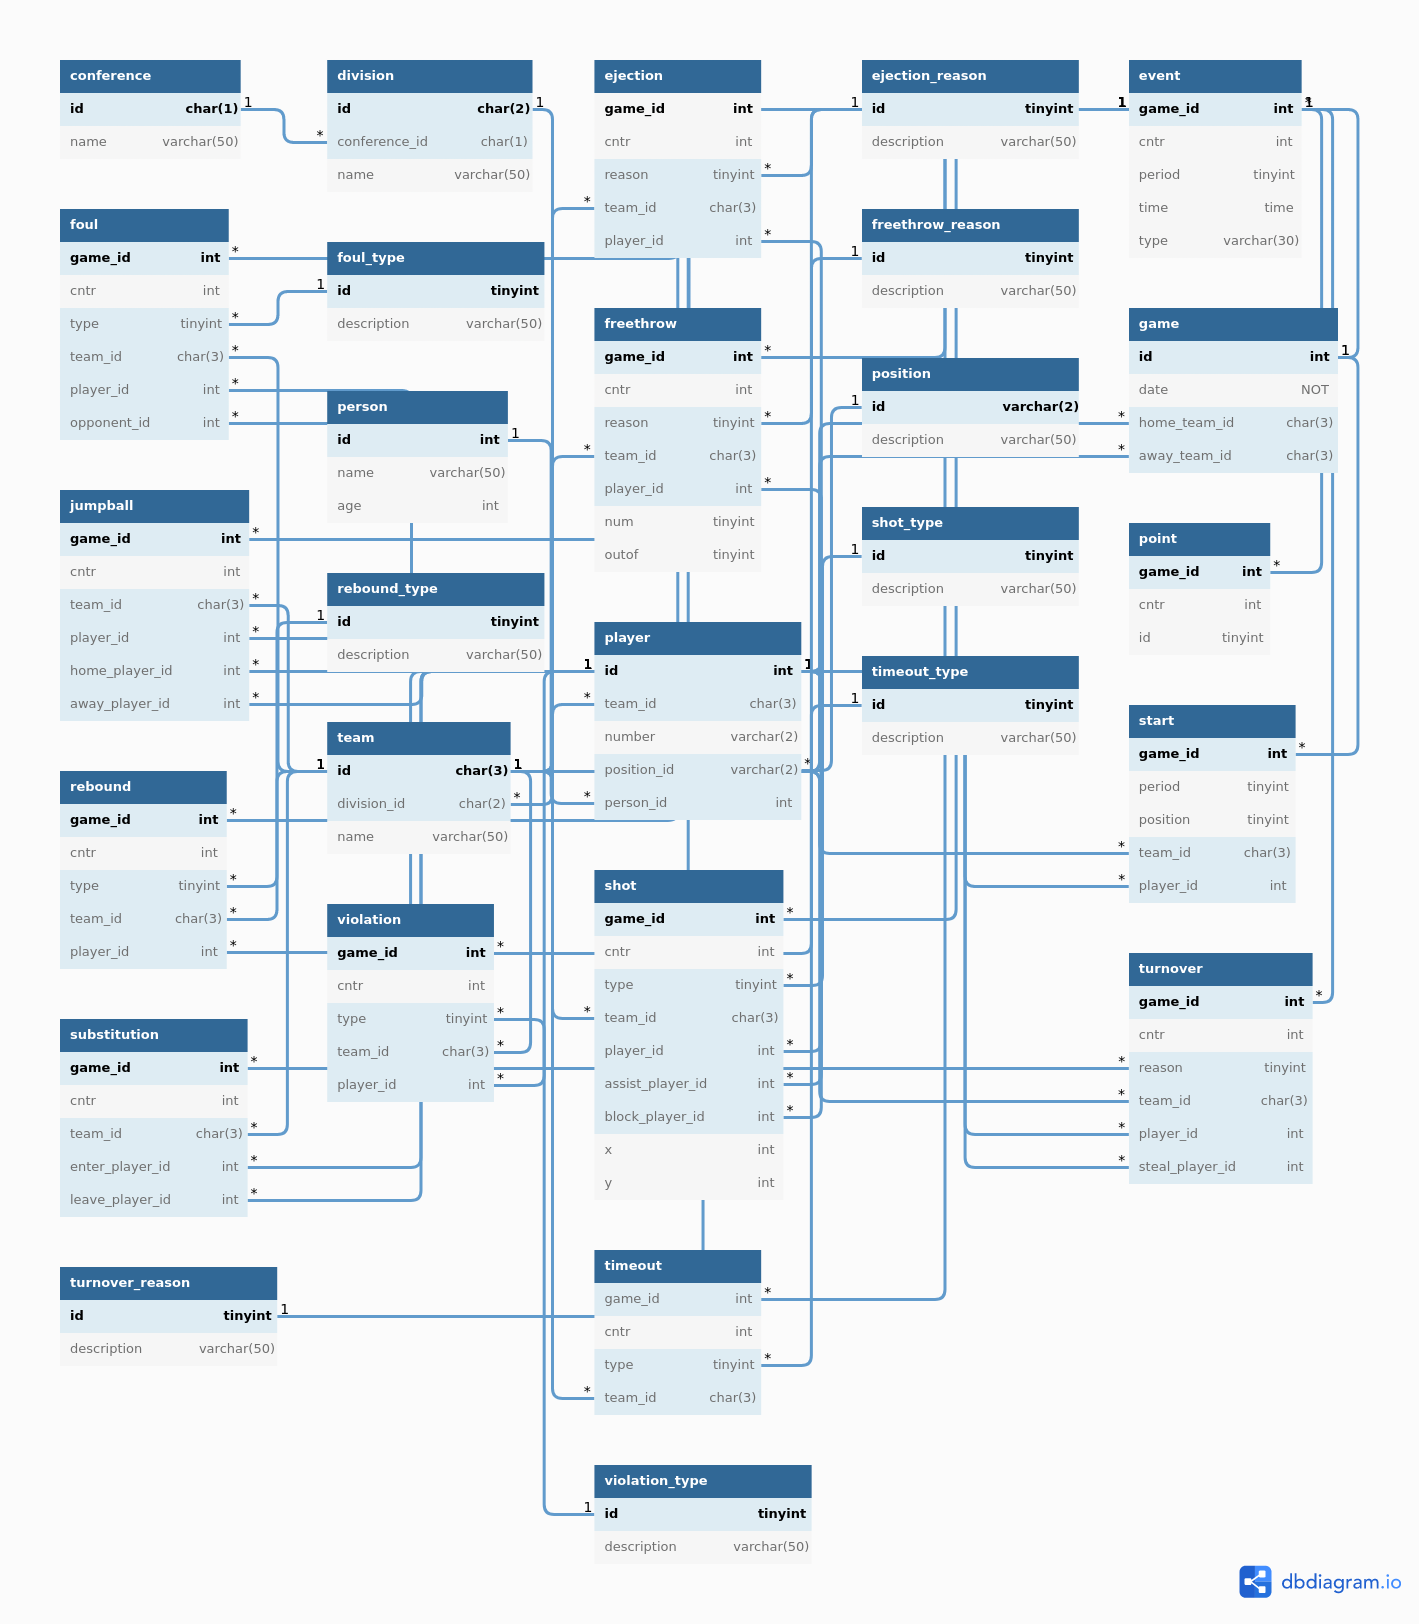 conference
id char(1)
name varchar(50)
division
id char(2)
conference_id char(1)
name varchar(50)
ejection
game_id int
cntr int
reason tinyint
team_id char(3)
player_id int
ejection_reason
id tinyint
description varchar(50)
event
game_id int
cntr int
period tinyint
time time
type varchar(30)
foul
game_id int
cntr int
type tinyint
team_id char(3)
player_id int
opponent_id int
foul_type
id tinyint
description varchar(50)
freethrow
game_id int
cntr int
reason tinyint
team_id char(3)
player_id int
num tinyint
outof tinyint
freethrow_reason
id tinyint
description varchar(50)
game
id int
date NOT
home_team_id char(3)
away_team_id char(3)
jumpball
game_id int
cntr int
team_id char(3)
player_id int
home_player_id int
away_player_id int
person
id int
name varchar(50)
age int
player
id int
team_id char(3)
number varchar(2)
position_id varchar(2)
person_id int
position
id varchar(2)
description varchar(50)
point
game_id int
cntr int
id tinyint
rebound
game_id int
cntr int
type tinyint
team_id char(3)
player_id int
rebound_type
id tinyint
description varchar(50)
shot
game_id int
cntr int
type tinyint
team_id char(3)
player_id int
assist_player_id int
block_player_id int
x int
y int
shot_type
id tinyint
description varchar(50)
start
game_id int
period tinyint
position tinyint
team_id char(3)
player_id int
substitution
game_id int
cntr int
team_id char(3)
enter_player_id int
leave_player_id int
team
id char(3)
division_id char(2)
name varchar(50)
timeout
game_id int
cntr int
type tinyint
team_id char(3)
timeout_type
id tinyint
description varchar(50)
turnover
game_id int
cntr int
reason tinyint
team_id char(3)
player_id int
steal_player_id int
turnover_reason
id tinyint
description varchar(50)
violation
game_id int
cntr int
type tinyint
team_id char(3)
player_id int
violation_type
id tinyint
description varchar(50)
dbdiagram.io